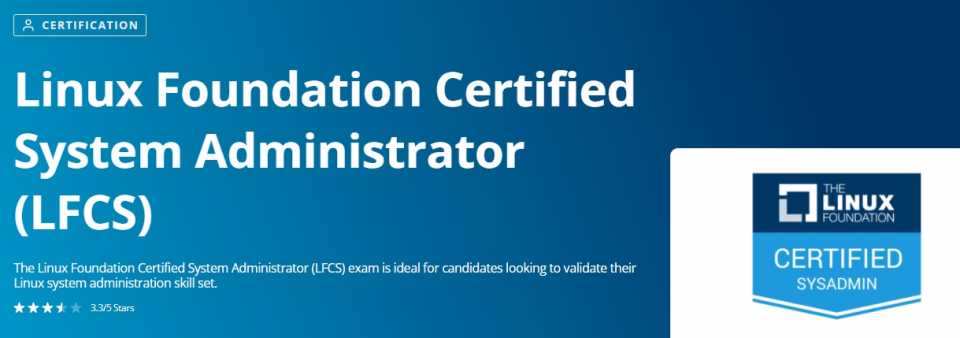 CERTIFICATION
Linux Foundation Certified
System Administrator
(LFCS)
The Linux Foundation Certified System Administrator (LFCS) exam is ideal for candidates looking to validate their
Linux system administration skill set.
3.3/5 Stars
THE
LINUX
FOUNDATION
CERTIFIED
SYSADMIN